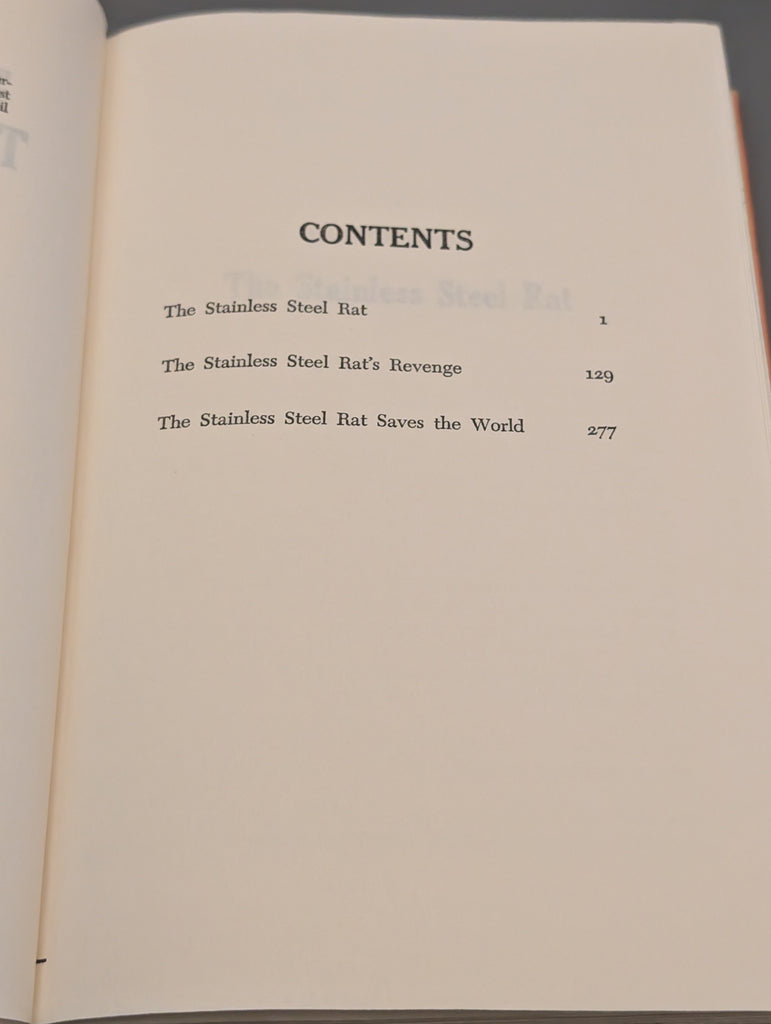 CONTENTS
The Stainless Steel Rat 1
The Stainless Steel Rat's Revenge 129
The Stainless Steel Rat Saves the World 277